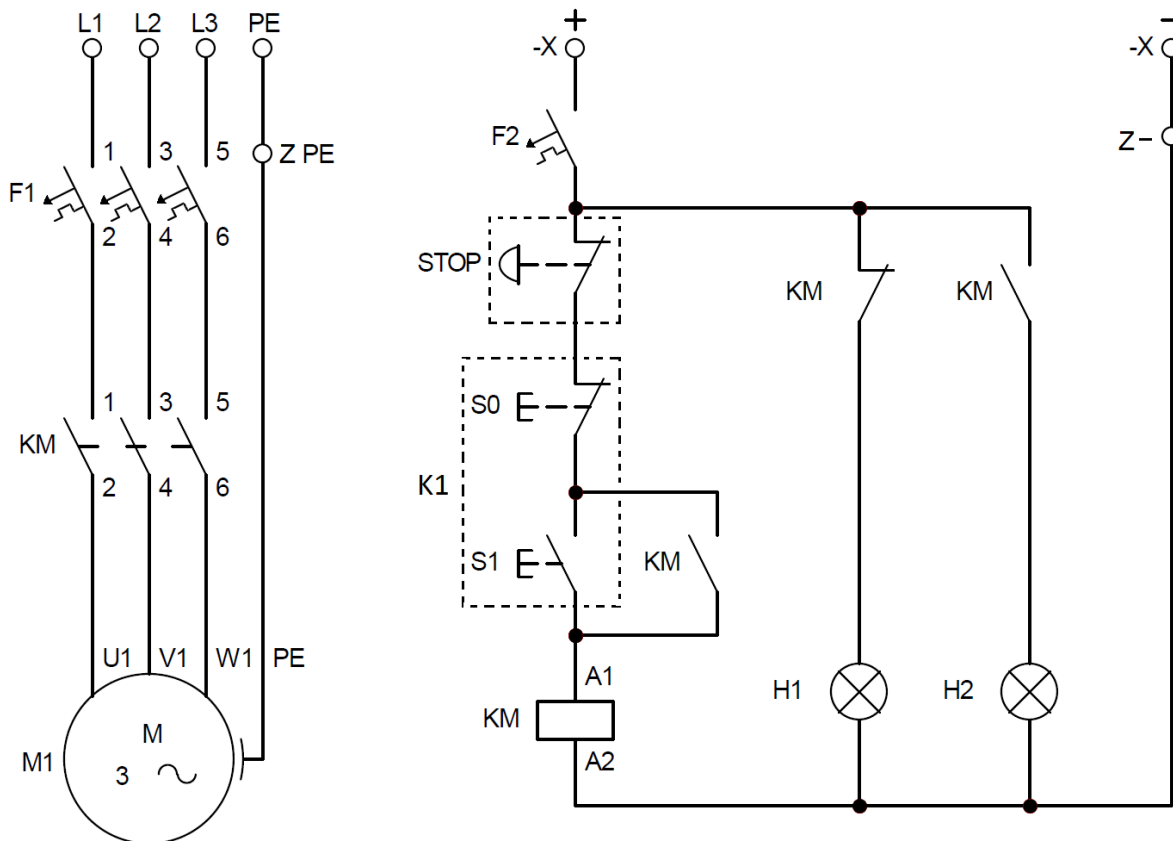 L1 L2 L3 PE
+
-X
–
-X
F1
1 3 5
Z PE
2 4 6
F2
Z –
STOP
KM
KM
KM
1 3 5
2 4 6
S0
K1
S1
KM
U1 V1 W1 PE
A1
KM
A2
H1
H2
M1
M
3